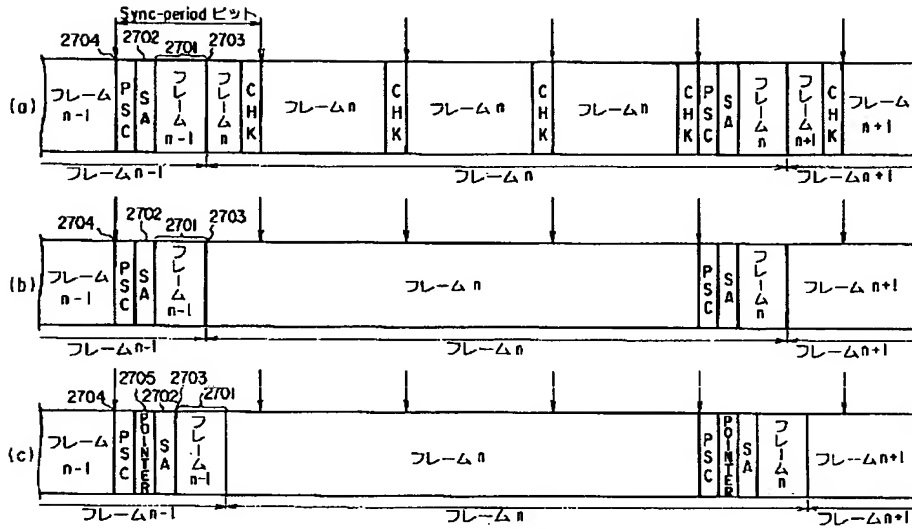 Sync-period ビット
2704 2702 2701 2703
(a) フレーム n-1 PSC SA フレーム n-1 フレーム n CHK フレーム n CHK フレーム n CHK フレーム n CHK PSC SA フレーム n フレーム n+1 CHK フレーム n+1
フレーム n-1 フレーム n フレーム n+1
2704 2702 2701 2703
(b) フレーム n-1 PSC SA フレーム n-1 フレーム n PSC SA フレーム n フレーム n+1
フレーム n-1 フレーム n フレーム n+1
2705 2703
2704 2702 2701
(c) フレーム n-1 PSC POINTER SA フレーム n-1 フレーム n PSC POINTER SA フレーム n フレーム n+1
フレーム n-1 フレーム n フレーム n+1